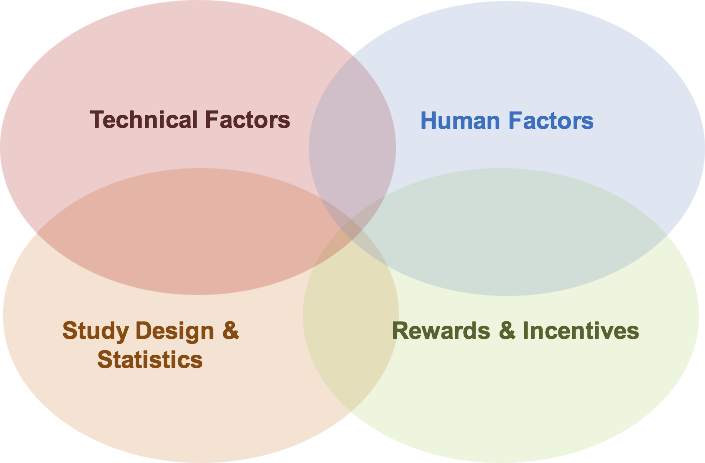 Technical Factors
Human Factors
Study Design &
Statistics
Rewards & Incentives